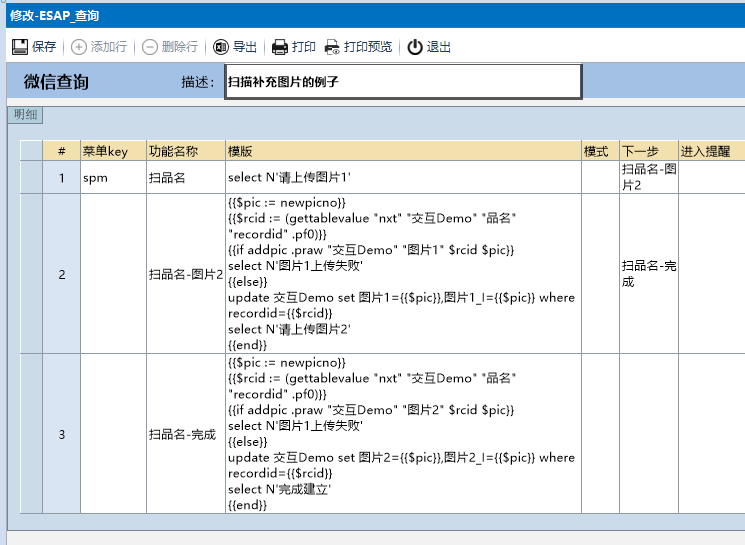 修改-ESAP_查询
保存 添加行 删除行 导出 打印 打印预览 退出
微信查询 描述： 扫描补充图片的例子
明细
# 菜单key 功能名称 模版 模式 下一步 进入提醒
1 spm 扫品名 select N'请上传图片1' 扫品名-图
片2
{{$pic := newpicno}}
{{$rcid := (gettablevalue "nxt" "交互Demo" "品名"
"recordid" .pf0)}}
{{if addpic .praw "交互Demo" "图片1" $rcid $pic}}
select N'图片1上传失败'
2 扫品名-图片2 {{else}} 扫品名-完
成
update 交互Demo set 图片1={{$pic}},图片1_I={{$pic}} where
recordid={{$rcid}}
select N'请上传图片2'
{{end}}
{{$pic := newpicno}}
{{$rcid := (gettablevalue "nxt" "交互Demo" "品名"
"recordid" .pf0)}}
{{if addpic .praw "交互Demo" "图片2" $rcid $pic}}
select N'图片1上传失败'
3 扫品名-完成 {{else}}
update 交互Demo set 图片2={{$pic}},图片2_I={{$pic}} where
recordid={{$rcid}}
select N'完成建立'
{{end}}